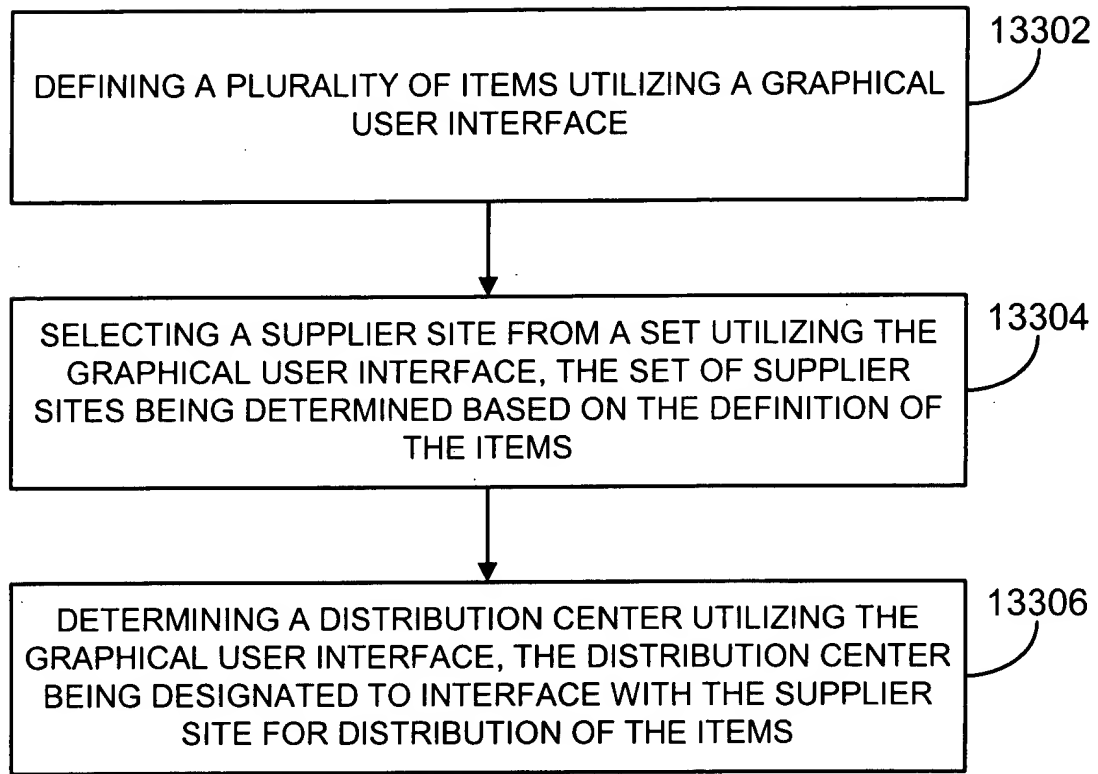 13302
DEFINING A PLURALITY OF ITEMS UTILIZING A GRAPHICAL
USER INTERFACE
13304
SELECTING A SUPPLIER SITE FROM A SET UTILIZING THE
GRAPHICAL USER INTERFACE, THE SET OF SUPPLIER
SITES BEING DETERMINED BASED ON THE DEFINITION OF
THE ITEMS
13306
DETERMINING A DISTRIBUTION CENTER UTILIZING THE
GRAPHICAL USER INTERFACE, THE DISTRIBUTION CENTER
BEING DESIGNATED TO INTERFACE WITH THE SUPPLIER
SITE FOR DISTRIBUTION OF THE ITEMS